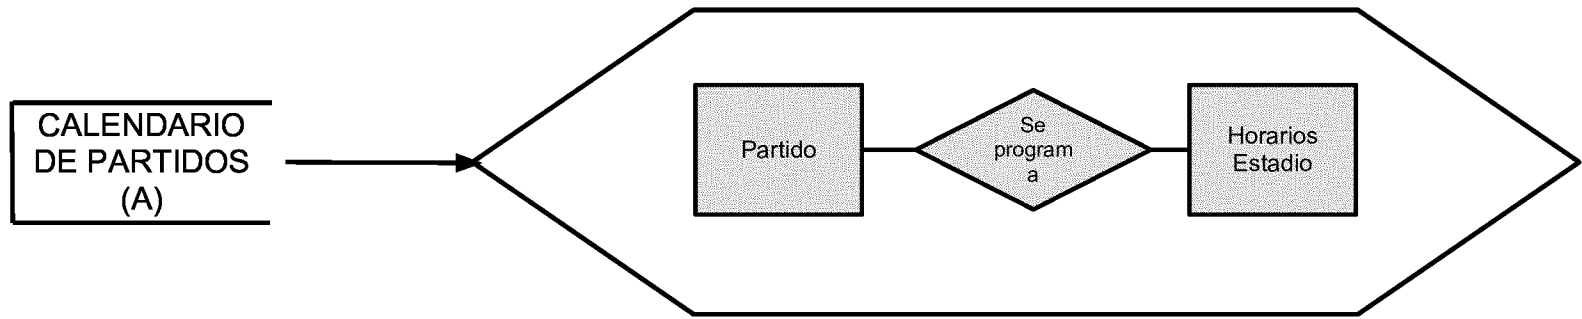 CALENDARIO
DE PARTIDOS
(A)
Partido
Se
program
a
Horarios
Estadio